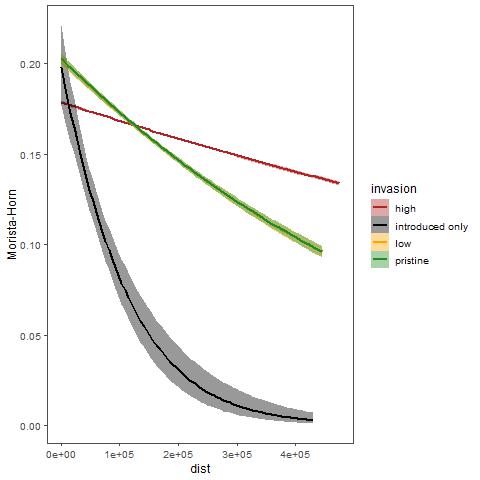 Morista-Horn
0.20
0.15
0.10
0.05
0.00
0e+00 1e+05 2e+05 3e+05 4e+05
dist
invasion
high
introduced only
low
pristine